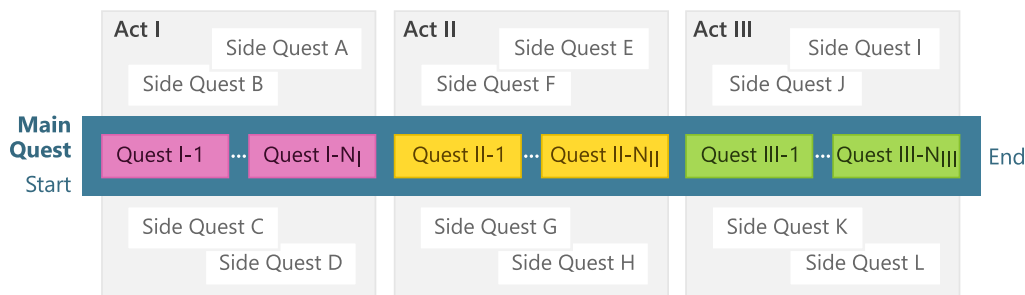 Act I
Act II
Act III
Side Quest A
Side Quest E
Side Quest I
Side Quest B
Side Quest F
Side Quest J
Main
Quest
Start
Quest I-1 ... Quest I-NI
Quest II-1 ... Quest II-NII
Quest III-1 ... Quest III-NIII
End
Side Quest C
Side Quest G
Side Quest K
Side Quest D
Side Quest H
Side Quest L